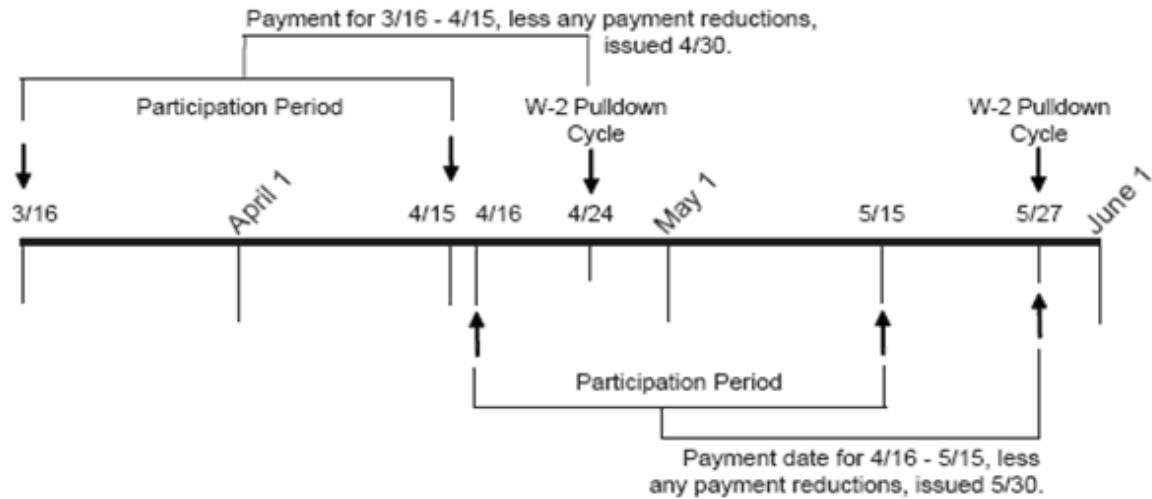 Payment for 3/16 - 4/15, less any payment reductions,
issued 4/30.
Participation Period
W-2 Pulldown
Cycle
W-2 Pulldown
Cycle
3/16
April 1
4/15
4/16
4/24
May 1
5/15
5/27
June 1
Participation Period
Payment date for 4/16 - 5/15, less
any payment reductions, issued 5/30.